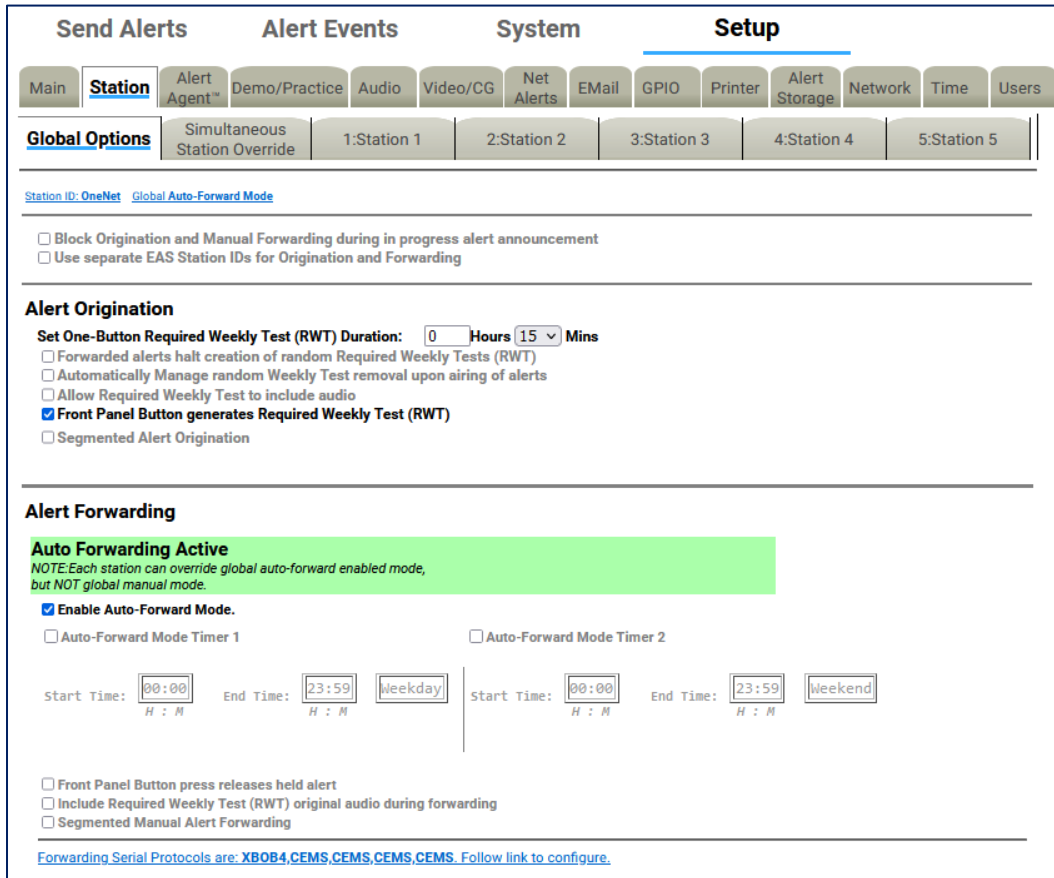 Send Alerts Alert Events System Setup
Main Station Alert Agent™ Demo/Practice Audio Video/CG Net Alerts EMail GPIO Printer Alert Storage Network Time Users
Global Options Simultaneous Station Override 1:Station 1 2:Station 2 3:Station 3 4:Station 4 5:Station 5
Station ID: OneNet Global Auto-Forward Mode
Block Origination and Manual Forwarding during in progress alert announcement
Use separate EAS Station IDs for Origination and Forwarding
Alert Origination
Set One-Button Required Weekly Test (RWT) Duration: 0 Hours 15 Mins
Forwarded alerts halt creation of random Required Weekly Tests (RWT)
Automatically Manage random Weekly Test removal upon airing of alerts
Allow Required Weekly Test to include audio
Front Panel Button generates Required Weekly Test (RWT)
Segmented Alert Origination
Alert Forwarding
Auto Forwarding Active
NOTE:Each station can override global auto-forward enabled mode,
but NOT global manual mode.
Enable Auto-Forward Mode.
Auto-Forward Mode Timer 1 Auto-Forward Mode Timer 2
Start Time: 00:00 End Time: 23:59 Weekday Start Time: 00:00 End Time: 23:59 Weekend
H : M H : M H : M H : M
Front Panel Button press releases held alert
Include Required Weekly Test (RWT) original audio during forwarding
Segmented Manual Alert Forwarding
Forwarding Serial Protocols are: XBOB4,CEMS,CEMS,CEMS,CEMS. Follow link to configure.